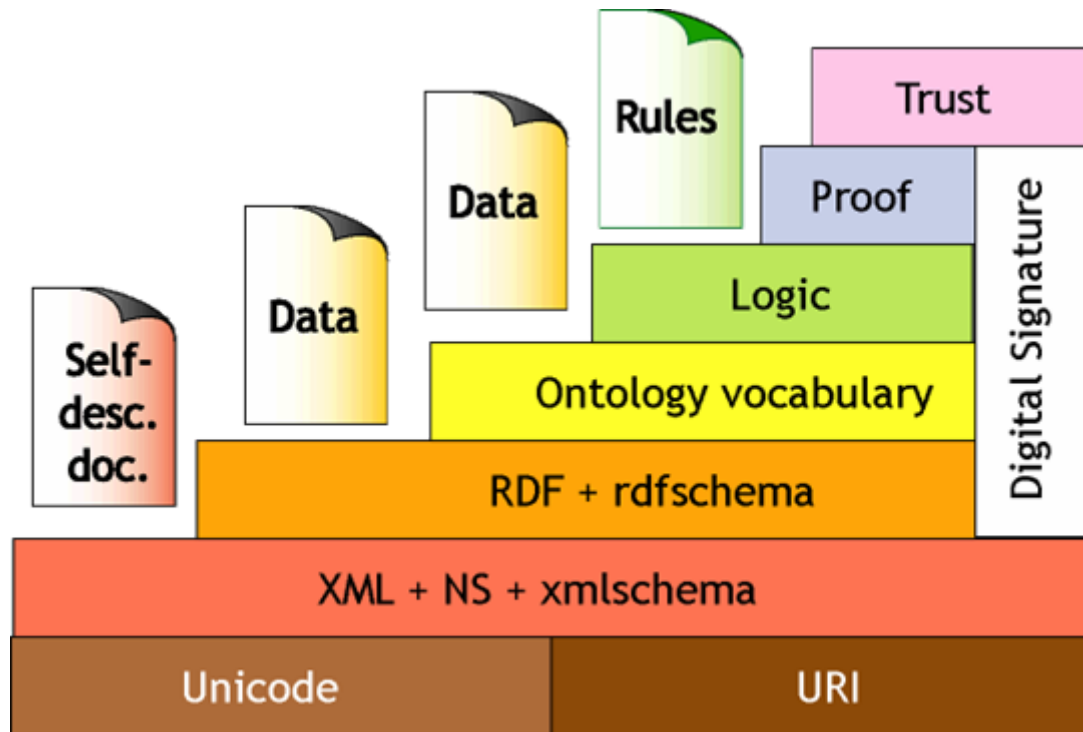 Rules
Trust
Data
Proof
Data
Logic
Self-
desc.
doc.
Ontology vocabulary
Digital Signature
RDF + rdfschema
XML + NS + xmlschema
Unicode
URI